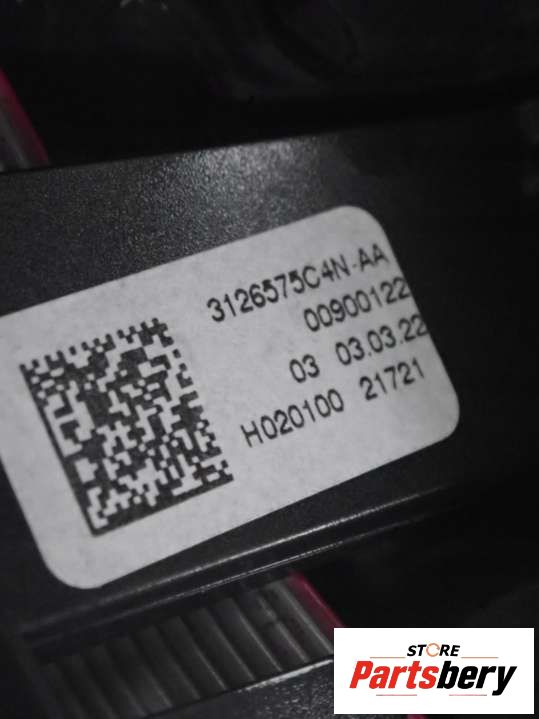 3126575C4N-AA
00900122
03 03.03.22
H020100 21721
STORE
Partsbery